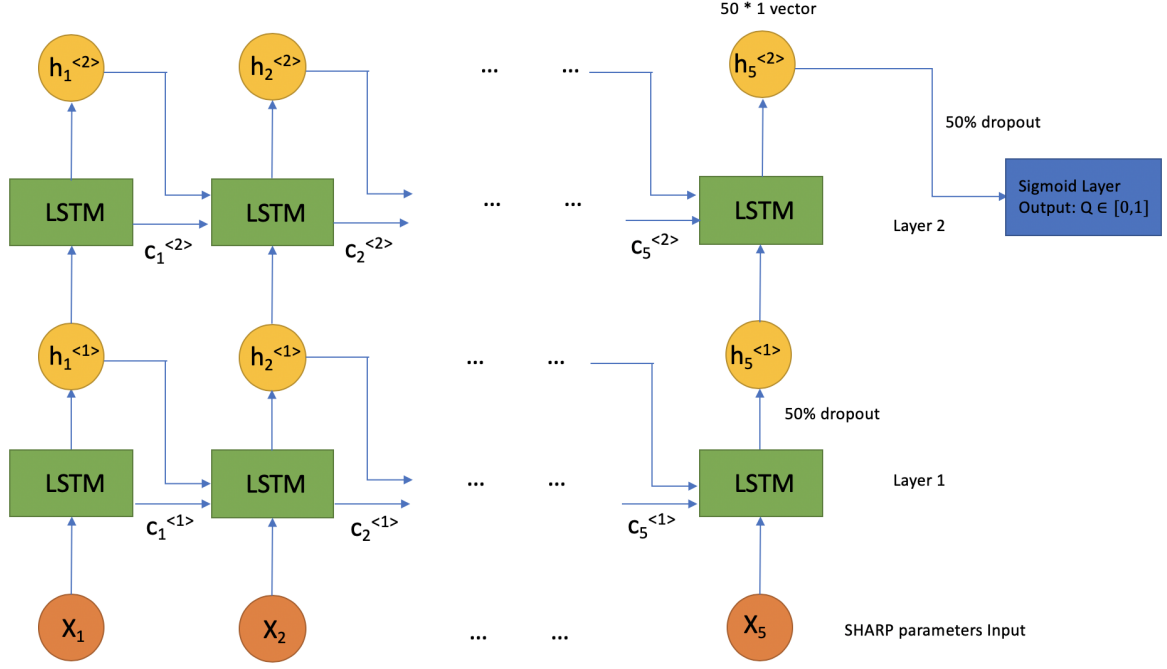 50 * 1 vector
h₁<2>
h₂<2>
...
...
h₅<2>
50% dropout
LSTM
LSTM
...
...
LSTM
Sigmoid Layer
Output: Q ∈ [0,1]
Layer 2
c₁<2>
c₂<2>
c₅<2>
h₁<1>
h₂<1>
...
...
h₅<1>
50% dropout
LSTM
LSTM
...
...
LSTM
Layer 1
c₁<1>
c₂<1>
c₅<1>
X₁
X₂
...
...
X₅
SHARP parameters Input